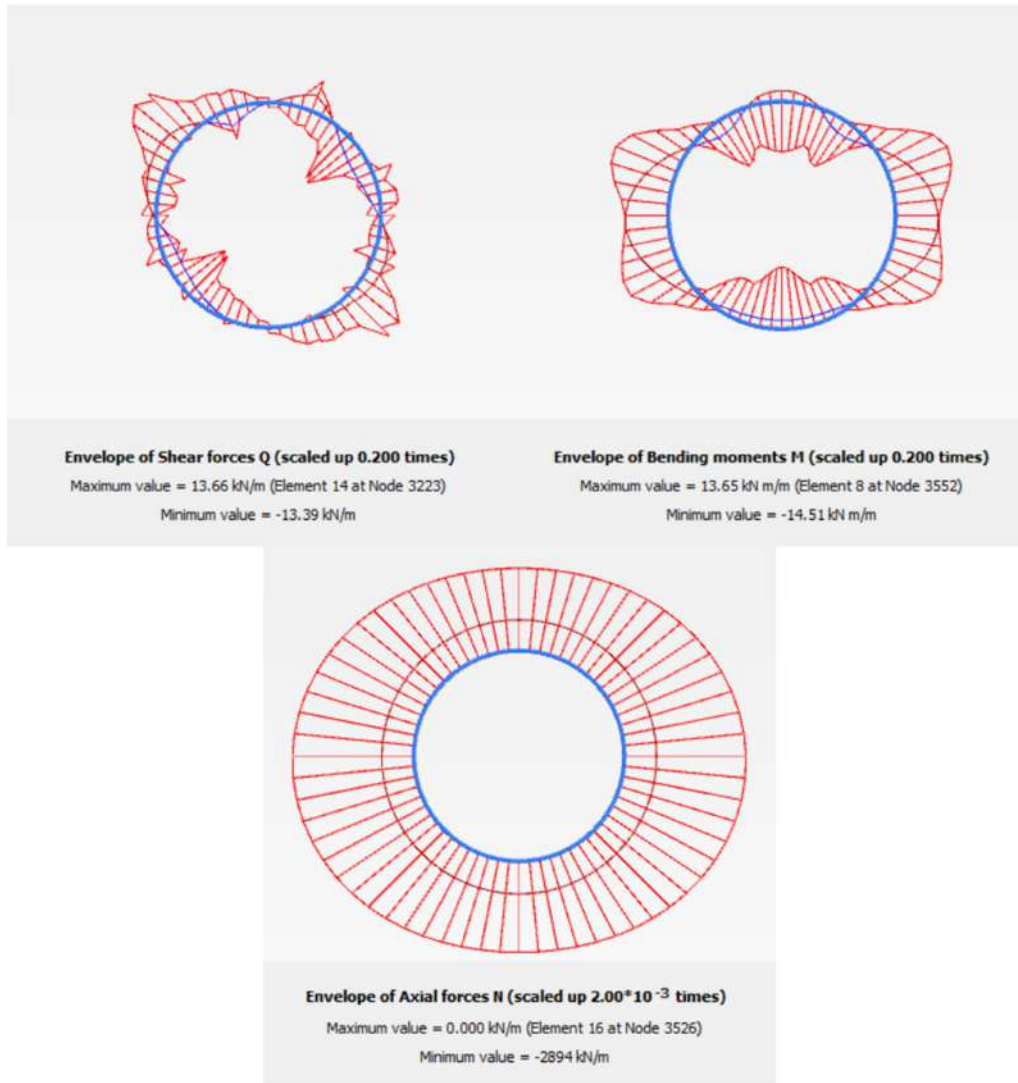 Envelope of Shear forces Q (scaled up 0.200 times)
Maximum value = 13.66 kN/m (Element 14 at Node 3223)
Minimum value = -13.39 kN/m
Envelope of Bending moments M (scaled up 0.200 times)
Maximum value = 13.65 kN m/m (Element 8 at Node 3552)
Minimum value = -14.51 kN m/m
Envelope of Axial forces N (scaled up 2.00*10 -3 times)
Maximum value = 0.000 kN/m (Element 16 at Node 3526)
Minimum value = -2894 kN/m